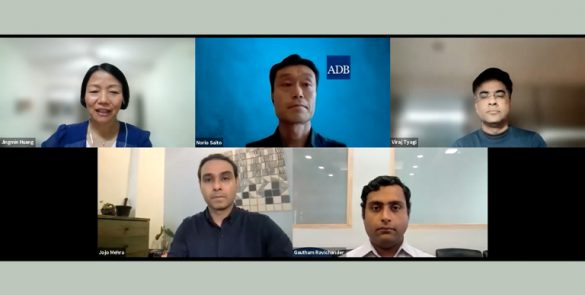 ADB
Jingmin Huang
Norio Saito
Viraj Tyagi
Jojo Mehra
Gautham Ravichander